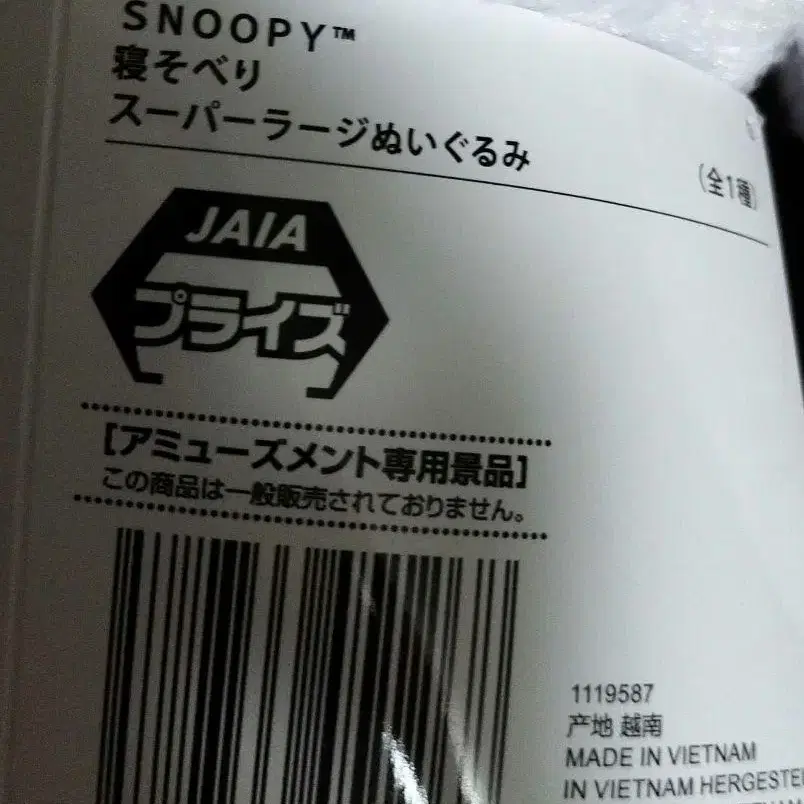 SNOOPY™
寝そべり
スーパーラージぬいぐるみ
(全1種)
JAIA
プライズ
[アミューズメント専用景品]
この商品は一般販売されておりません。
1119587
产地 越南
MADE IN VIETNAM
IN VIETNAM HERGESTEL